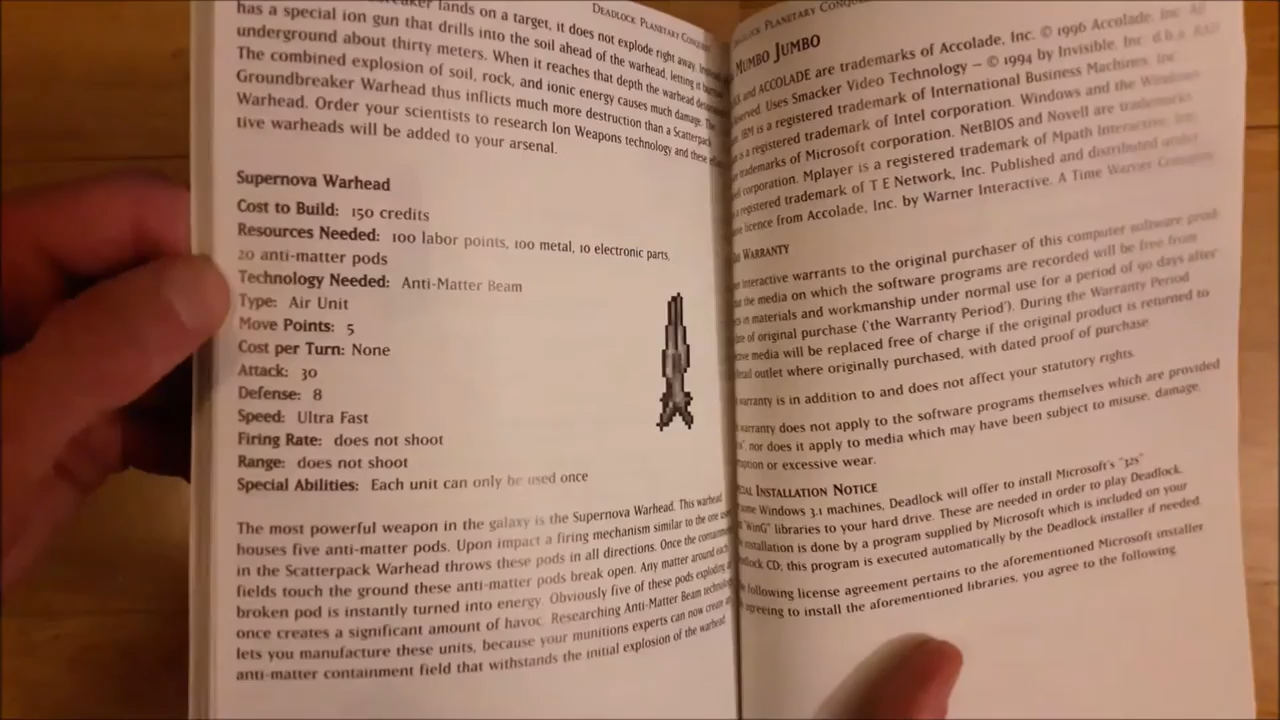 DEADLOCK PLANETARY CONQUEST
lands on a target, it does not explode right away.
has a special ion gun that drills into the soil ahead of the warhead, letting it burrow
underground about thirty meters. When it reaches that depth the warhead
The combined explosion of soil, rock, and ionic energy causes much damage. The
Groundbreaker Warhead thus inflicts much more destruction than a Scatterpack
Warhead. Order your scientists to research Ion Weapons technology and these
tive warheads will be added to your arsenal.
Supernova Warhead
Cost to Build: 150 credits
Resources Needed: 100 labor points, 100 metal, 10 electronic parts,
20 anti-matter pods
Technology Needed: Anti-Matter Beam
Type: Air Unit
Move Points: 5
Cost per Turn: None
Attack: 30
Defense: 8
Speed: Ultra Fast
Firing Rate: does not shoot
Range: does not shoot
Special Abilities: Each unit can only be used once
The most powerful weapon in the galaxy is the Supernova Warhead. This warhead
houses five anti-matter pods. Upon impact a firing mechanism similar to the one
in the Scatterpack Warhead throws these pods in all directions. Once the
fields touch the ground these anti-matter pods break open. Any matter around each
broken pod is instantly turned into energy. Obviously five of these pods exploding
once creates a significant amount of havoc. Researching Anti-Matter Beam
lets you manufacture these units, because your munitions experts can now create
anti-matter containment field that withstands the initial explosion of the warhead
DEADLOCK PLANETARY
MUMBO JUMBO
and ACCOLADE are trademarks of Accolade, Inc. © 1996 Accolade, Inc. All
Uses Smacker Video Technology – © 1994 by Invisible, Inc. d.b.a. RAD
IBM is a registered trademark of International Business Machines, Inc.
is a registered trademark of Intel corporation. Windows and the Windows
trademarks of Microsoft corporation. NetBIOS and Novell are trademarks
corporation. Mplayer is a registered trademark of Mpath Interactive, Inc.
registered trademark of T E Network, Inc. Published and distributed under
licence from Accolade, Inc. by Warner Interactive. A Time Warner Company
WARRANTY
warrants to the original purchaser of this computer software
the media on which the software programs are recorded will be free from
in materials and workmanship under normal use for a period of 90 days after
of original purchase ('the Warranty Period'). During the Warranty Period
media will be replaced free of charge if the original product is returned to
outlet where originally purchased, with dated proof of purchase.
warranty is in addition to and does not affect your statutory rights.
warranty does not apply to the software programs themselves which are provided
nor does it apply to media which may have been subject to misuse, damage,
or excessive wear.
INSTALLATION NOTICE
some Windows 3.1 machines, Deadlock will offer to install Microsoft's "32s"
"WinG" libraries to your hard drive. These are needed in order to play Deadlock.
installation is done by a program supplied by Microsoft which is included on your
CD; this program is executed automatically by the Deadlock installer if needed.
following license agreement pertains to the aforementioned Microsoft installer
agreeing to install the aforementioned libraries, you agree to the following